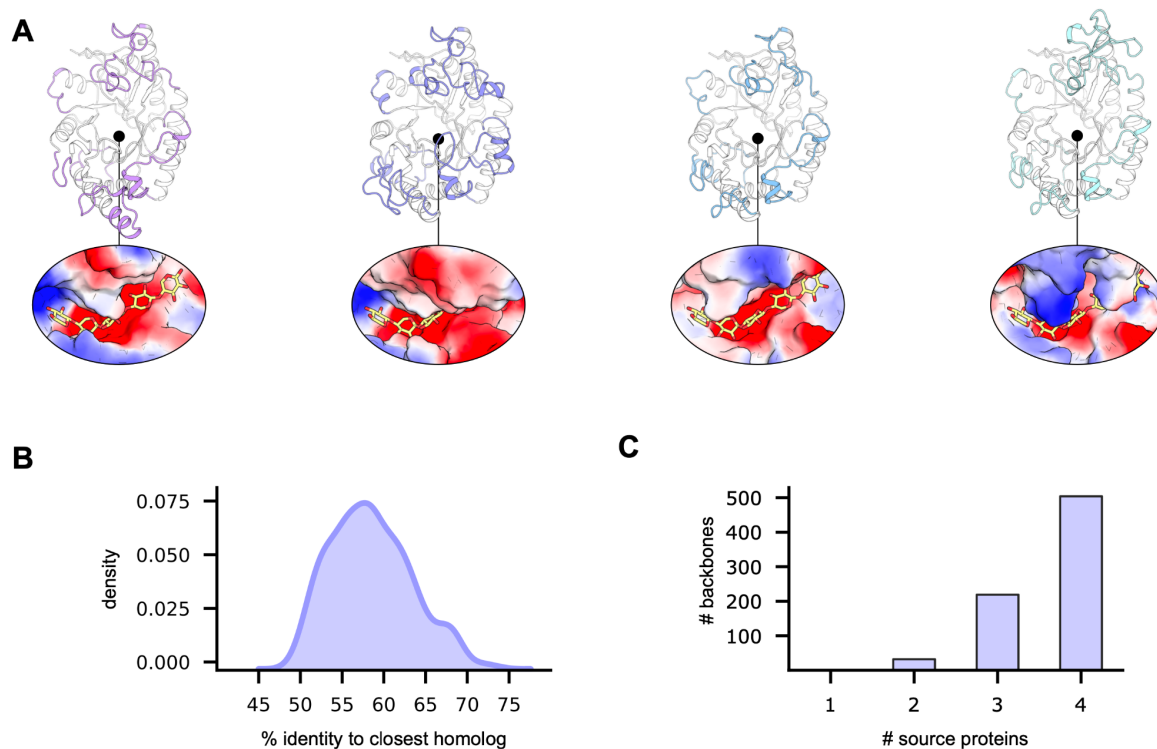 A
B
C
0.075
0.050
0.025
0.000
density
45 50 55 60 65 70 75
% identity to closest homolog
500
400
300
200
100
# backbones
1 2 3 4
# source proteins